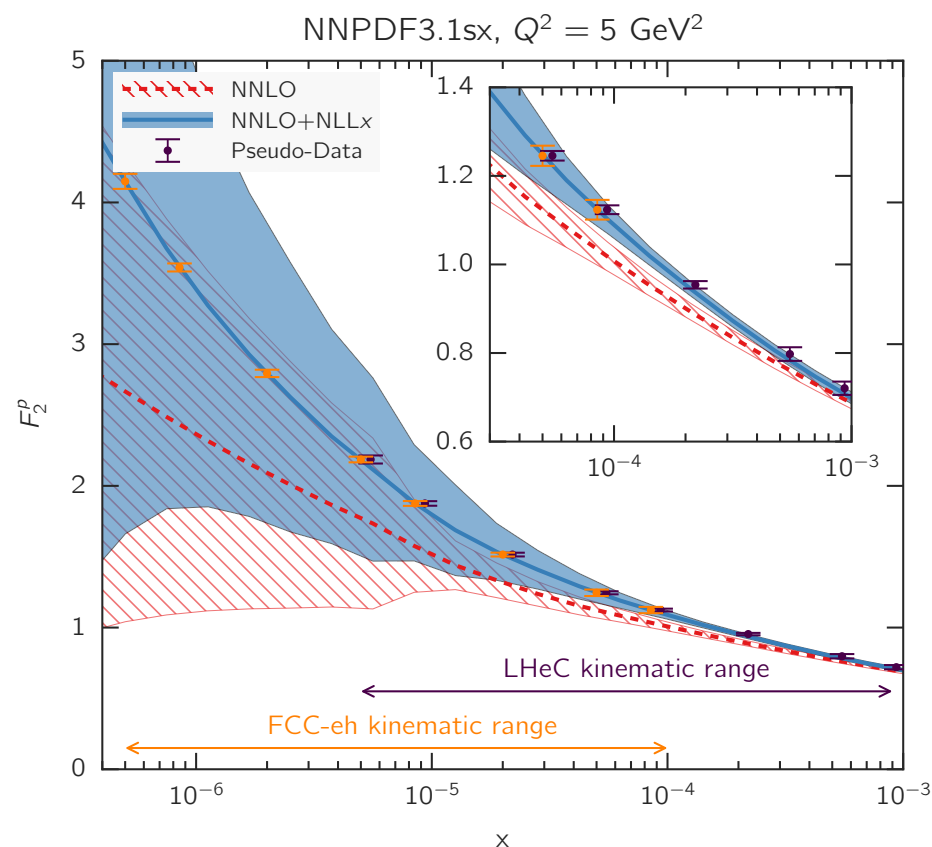 NNPDF3.1sx, Q² = 5 GeV²
NNLO
NNLO+NLLx
Pseudo-Data
5
4
3
2
1
0
F₂ᵖ
1.4
1.2
1.0
0.8
0.6
10⁻⁴
10⁻³
LHeC kinematic range
FCC-eh kinematic range
10⁻⁶
10⁻⁵
10⁻⁴
10⁻³
x